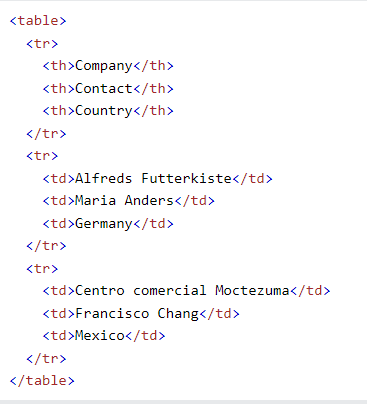 <table>
  <tr>
    <th>Company</th>
    <th>Contact</th>
    <th>Country</th>
  </tr>
  <tr>
    <td>Alfreds Futterkiste</td>
    <td>Maria Anders</td>
    <td>Germany</td>
  </tr>
  <tr>
    <td>Centro comercial Moctezuma</td>
    <td>Francisco Chang</td>
    <td>Mexico</td>
  </tr>
</table>